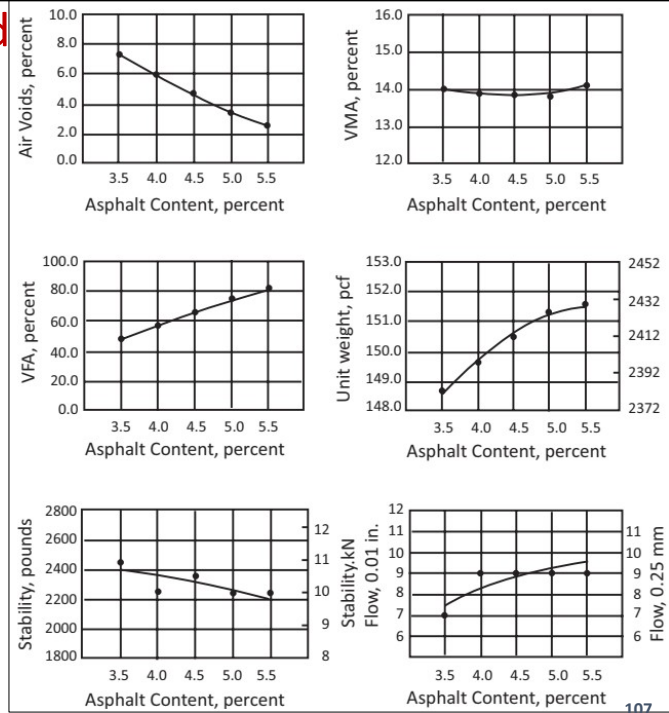 d
10.0
8.0
6.0
4.0
2.0
0.0
Air Voids, percent
3.5 4.0 4.5 5.0 5.5
Asphalt Content, percent
16.0
15.0
14.0
13.0
12.0
VMA, percent
3.5 4.0 4.5 5.0 5.5
Asphalt Content, percent
100.0
80.0
60.0
40.0
20.0
0.0
VFA, percent
3.5 4.0 4.5 5.0 5.5
Asphalt Content, percent
153.0
152.0
151.0
150.0
149.0
148.0
Unit weight, pcf
2452
2432
2412
2392
2372
3.5 4.0 4.5 5.0 5.5
Asphalt Content, percent
2800
2600
2400
2200
2000
1800
Stability, pounds
12
11
10
9
8
Stability.kN
3.5 4.0 4.5 5.0 5.5
Asphalt Content, percent
12
11
10
9
8
7
6
Flow, 0.01 in.
11
10
9
8
7
6
Flow, 0.25 mm
3.5 4.0 4.5 5.0 5.5
Asphalt Content, percent
107